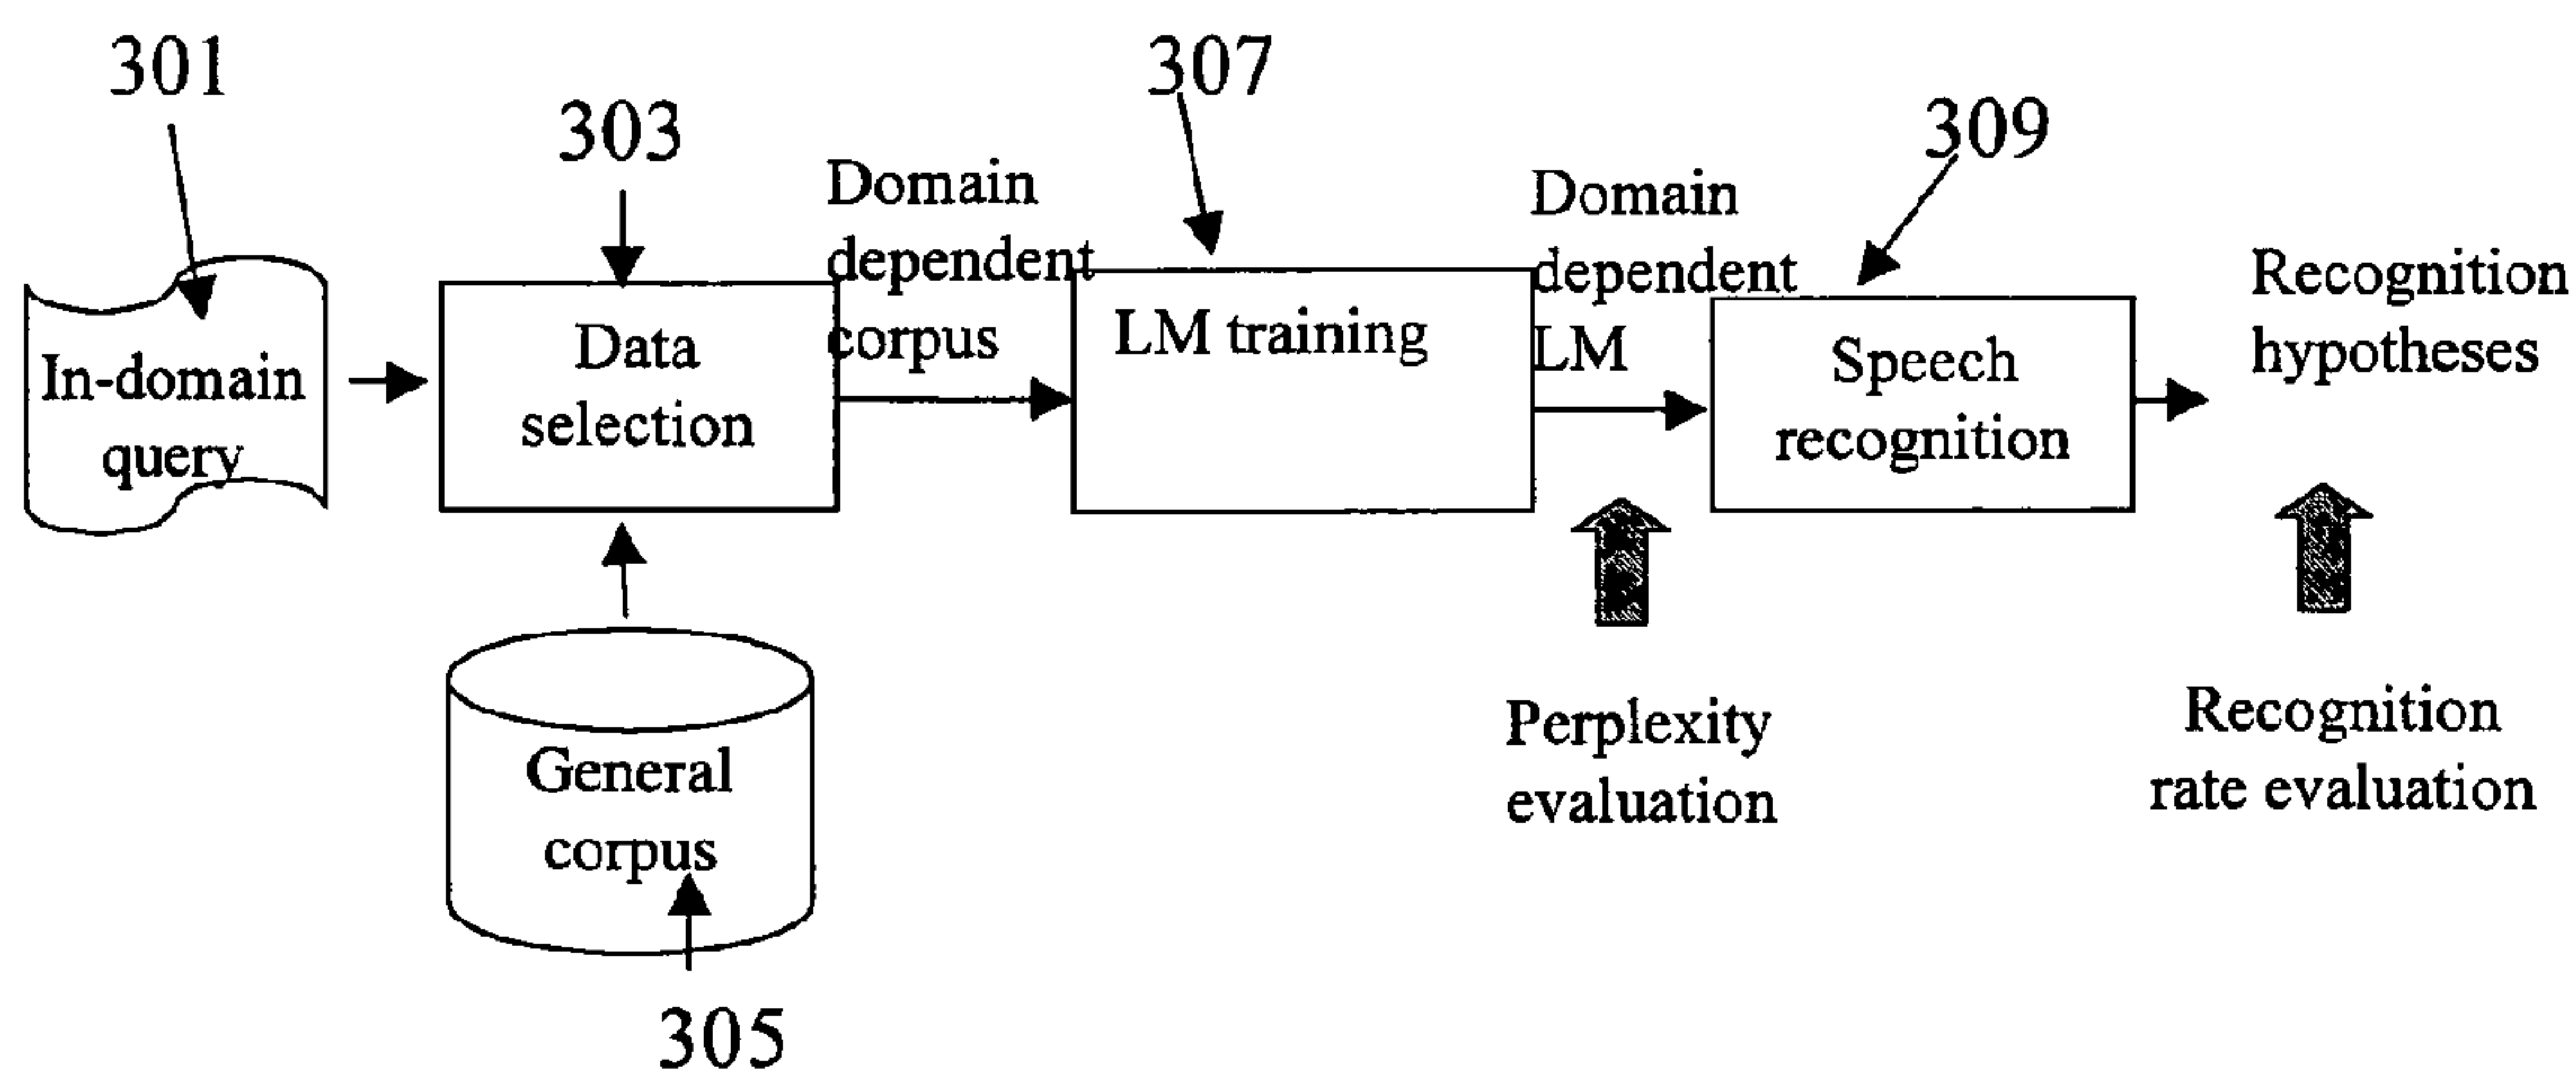 301
303
307
309
In-domain
query
Data
selection
Domain
dependent
corpus
LM training
Domain
dependent
LM
Speech
recognition
Recognition
hypotheses
General
corpus
305
Perplexity
evaluation
Recognition
rate evaluation